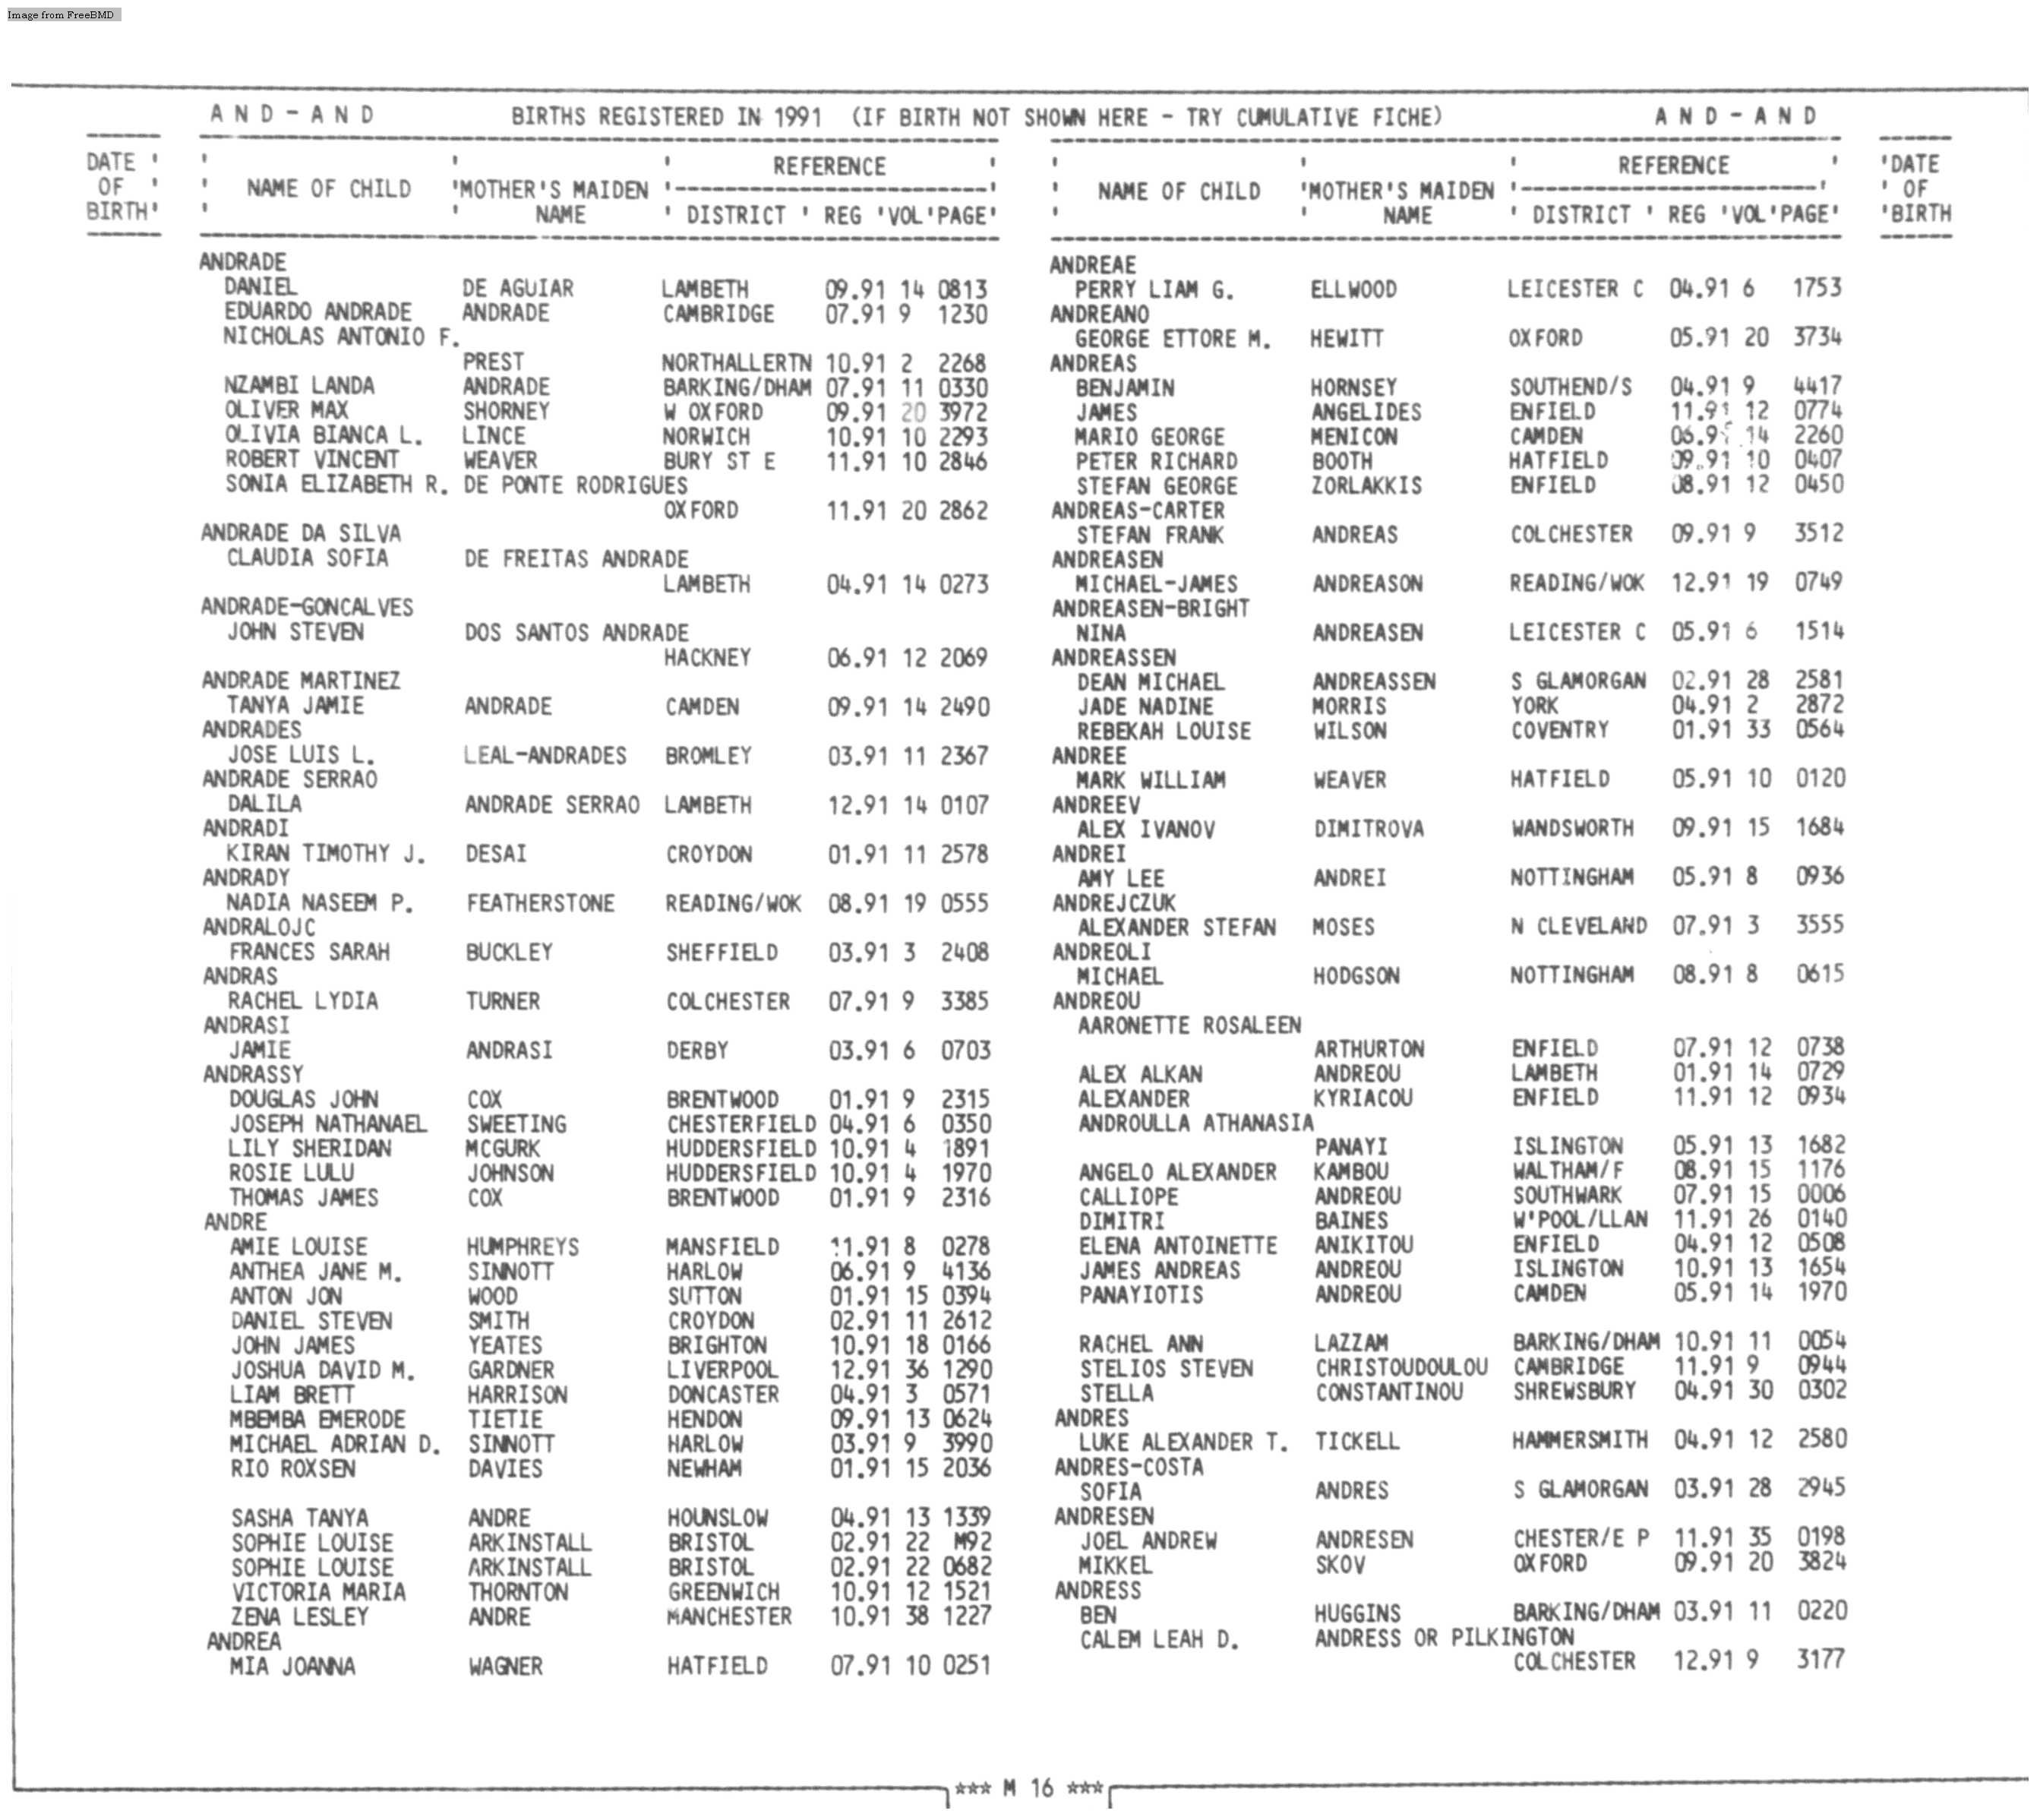 Image from FreeBMD
A N D - A N D BIRTHS REGISTERED IN 1991 (IF BIRTH NOT SHOWN HERE - TRY CUMULATIVE FICHE) A N D - A N D
DATE OF BIRTH
NAME OF CHILD MOTHER'S MAIDEN NAME REFERENCE DISTRICT REG VOL PAGE
ANDRADE
DANIEL DE AGUIAR LAMBETH 09.91 14 0813
EDUARDO ANDRADE ANDRADE CAMBRIDGE 07.91 9 1230
NICHOLAS ANTONIO F.
PREST NORTHALLERTN 10.91 2 2268
NZAMBI LANDA ANDRADE BARKING/DHAM 07.91 11 0330
OLIVER MAX SHORNEY W OXFORD 09.91 20 3972
OLIVIA BIANCA L. LINCE NORWICH 10.91 10 2293
ROBERT VINCENT WEAVER BURY ST E 11.91 10 2846
SONIA ELIZABETH R. DE PONTE RODRIGUES
OXFORD 11.91 20 2862
ANDRADE DA SILVA
CLAUDIA SOFIA DE FREITAS ANDRADE
LAMBETH 04.91 14 0273
ANDRADE-GONCALVES
JOHN STEVEN DOS SANTOS ANDRADE
HACKNEY 06.91 12 2069
ANDRADE MARTINEZ
TANYA JAMIE ANDRADE CAMDEN 09.91 14 2490
ANDRADES
JOSE LUIS L. LEAL-ANDRADES BROMLEY 03.91 11 2367
ANDRADE SERRAO
DALILA ANDRADE SERRAO LAMBETH 12.91 14 0107
ANDRADI
KIRAN TIMOTHY J. DESAI CROYDON 01.91 11 2578
ANDRADY
NADIA NASEEM P. FEATHERSTONE READING/WOK 08.91 19 0555
ANDRALOJC
FRANCES SARAH BUCKLEY SHEFFIELD 03.91 3 2408
ANDRAS
RACHEL LYDIA TURNER COLCHESTER 07.91 9 3385
ANDRASI
JAMIE ANDRASI DERBY 03.91 6 0703
ANDRASSY
DOUGLAS JOHN COX BRENTWOOD 01.91 9 2315
JOSEPH NATHANAEL SWEETING CHESTERFIELD 04.91 6 0350
LILY SHERIDAN MCGURK HUDDERSFIELD 10.91 4 1891
ROSIE LULU JOHNSON HUDDERSFIELD 10.91 4 1970
THOMAS JAMES COX BRENTWOOD 01.91 9 2316
ANDRE
AMIE LOUISE HUMPHREYS MANSFIELD 11.91 8 0278
ANTHEA JANE M. SINNOTT HARLOW 06.91 9 4136
ANTON JON WOOD SUTTON 01.91 15 0394
DANIEL STEVEN SMITH CROYDON 02.91 11 2612
JOHN JAMES YEATES BRIGHTON 10.91 18 0166
JOSHUA DAVID M. GARDNER LIVERPOOL 12.91 36 1290
LIAM BRETT HARRISON DONCASTER 04.91 3 0571
MBEMBA EMERODE TIETIE HENDON 09.91 13 0624
MICHAEL ADRIAN D. SINNOTT HARLOW 03.91 9 3990
RIO ROXSEN DAVIES NEWHAM 01.91 15 2036
SASHA TANYA ANDRE HOUNSLOW 04.91 13 1339
SOPHIE LOUISE ARKINSTALL BRISTOL 02.91 22 M92
SOPHIE LOUISE ARKINSTALL BRISTOL 02.91 22 0682
VICTORIA MARIA THORNTON GREENWICH 10.91 12 1521
ZENA LESLEY ANDRE MANCHESTER 10.91 38 1227
ANDREA
MIA JOANNA WAGNER HATFIELD 07.91 10 0251
NAME OF CHILD MOTHER'S MAIDEN NAME REFERENCE DISTRICT REG VOL PAGE
DATE OF BIRTH
ANDREAE
PERRY LIAM G. ELLWOOD LEICESTER C 04.91 6 1753
ANDREANO
GEORGE ETTORE M. HEWITT OXFORD 05.91 20 3734
ANDREAS
BENJAMIN HORNSEY SOUTHEND/S 04.91 9 4417
JAMES ANGELIDES ENFIELD 11.91 12 0774
MARIO GEORGE MENICON CAMDEN 06.91 14 2260
PETER RICHARD BOOTH HATFIELD 09.91 10 0407
STEFAN GEORGE ZORLAKKIS ENFIELD 08.91 12 0450
ANDREAS-CARTER
STEFAN FRANK ANDREAS COLCHESTER 09.91 9 3512
ANDREASEN
MICHAEL-JAMES ANDREASON READING/WOK 12.91 19 0749
ANDREASEN-BRIGHT
NINA ANDREASEN LEICESTER C 05.91 6 1514
ANDREASSEN
DEAN MICHAEL ANDREASSEN S GLAMORGAN 02.91 28 2581
JADE NADINE MORRIS YORK 04.91 2 2872
REBEKAH LOUISE WILSON COVENTRY 01.91 33 0564
ANDREE
MARK WILLIAM WEAVER HATFIELD 05.91 10 0120
ANDREEV
ALEX IVANOV DIMITROVA WANDSWORTH 09.91 15 1684
ANDREI
AMY LEE ANDREI NOTTINGHAM 05.91 8 0936
ANDREJCZUK
ALEXANDER STEFAN MOSES N CLEVELAND 07.91 3 3555
ANDREOLI
MICHAEL HODGSON NOTTINGHAM 08.91 8 0615
ANDREOU
AARONETTE ROSALEEN
ARTHURTON ENFIELD 07.91 12 0738
ALEX ALKAN ANDREOU LAMBETH 01.91 14 0729
ALEXANDER KYRIACOU ENFIELD 11.91 12 0934
ANDROULLA ATHANASIA
PANAYI ISLINGTON 05.91 13 1682
ANGELO ALEXANDER KAMBOU WALTHAM/F 08.91 15 1176
CALLIOPE ANDREOU SOUTHWARK 07.91 15 0006
DIMITRI BAINES W'POOL/LLAN 11.91 26 0140
ELENA ANTOINETTE ANIKITOU ENFIELD 04.91 12 0508
JAMES ANDREAS ANDREOU ISLINGTON 10.91 13 1654
PANAYIOTIS ANDREOU CAMDEN 05.91 14 1970
RACHEL ANN LAZZAM BARKING/DHAM 10.91 11 0054
STELIOS STEVEN CHRISTOUDOULOU CAMBRIDGE 11.91 9 0944
STELLA CONSTANTINOU SHREWSBURY 04.91 30 0302
ANDRES
LUKE ALEXANDER T. TICKELL HAMMERSMITH 04.91 12 2580
ANDRES-COSTA
SOFIA ANDRES S GLAMORGAN 03.91 28 2945
ANDRESEN
JOEL ANDREW ANDRESEN CHESTER/E P 11.91 35 0198
MIKKEL SKOV OXFORD 09.91 20 3824
ANDRESS
BEN HUGGINS BARKING/DHAM 03.91 11 0220
CALEM LEAH D. ANDRESS OR PILKINGTON
COLCHESTER 12.91 9 3177
*** M 16 ***